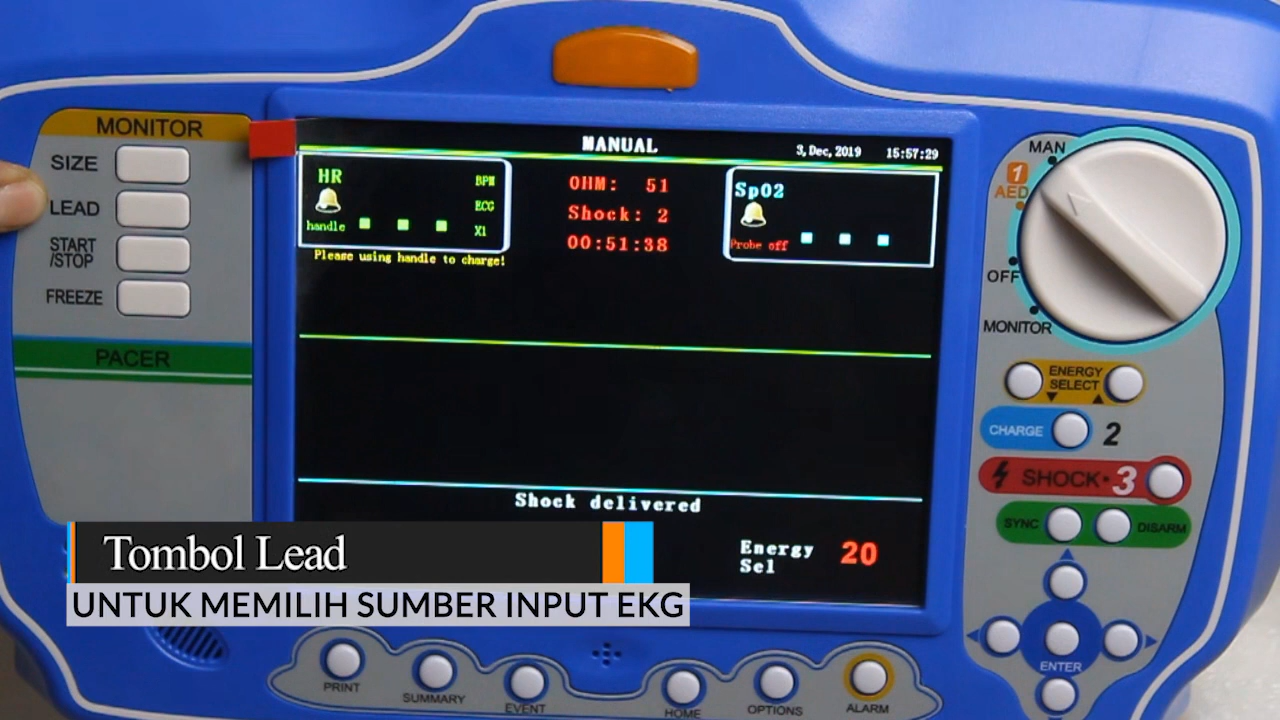 MONITOR
SIZE
LEAD
START
/STOP
FREEZE
PACER
MANUAL
3,Dec,2019 15:57:29
HR
BPM
ECG
handle
X1
Please using handle to charge!
OHM: 51
Shock: 2
00:51:38
SpO2
Probe off
Shock delivered
Energy
Sel
20
MAN
1
AED
OFF
MONITOR
ENERGY
SELECT
CHARGE 2
SHOCK 3
SYNC DISARM
ENTER
Tombol Lead
UNTUK MEMILIH SUMBER INPUT EKG
PRINT
SUMMARY
EVENT
HOME
OPTIONS
ALARM